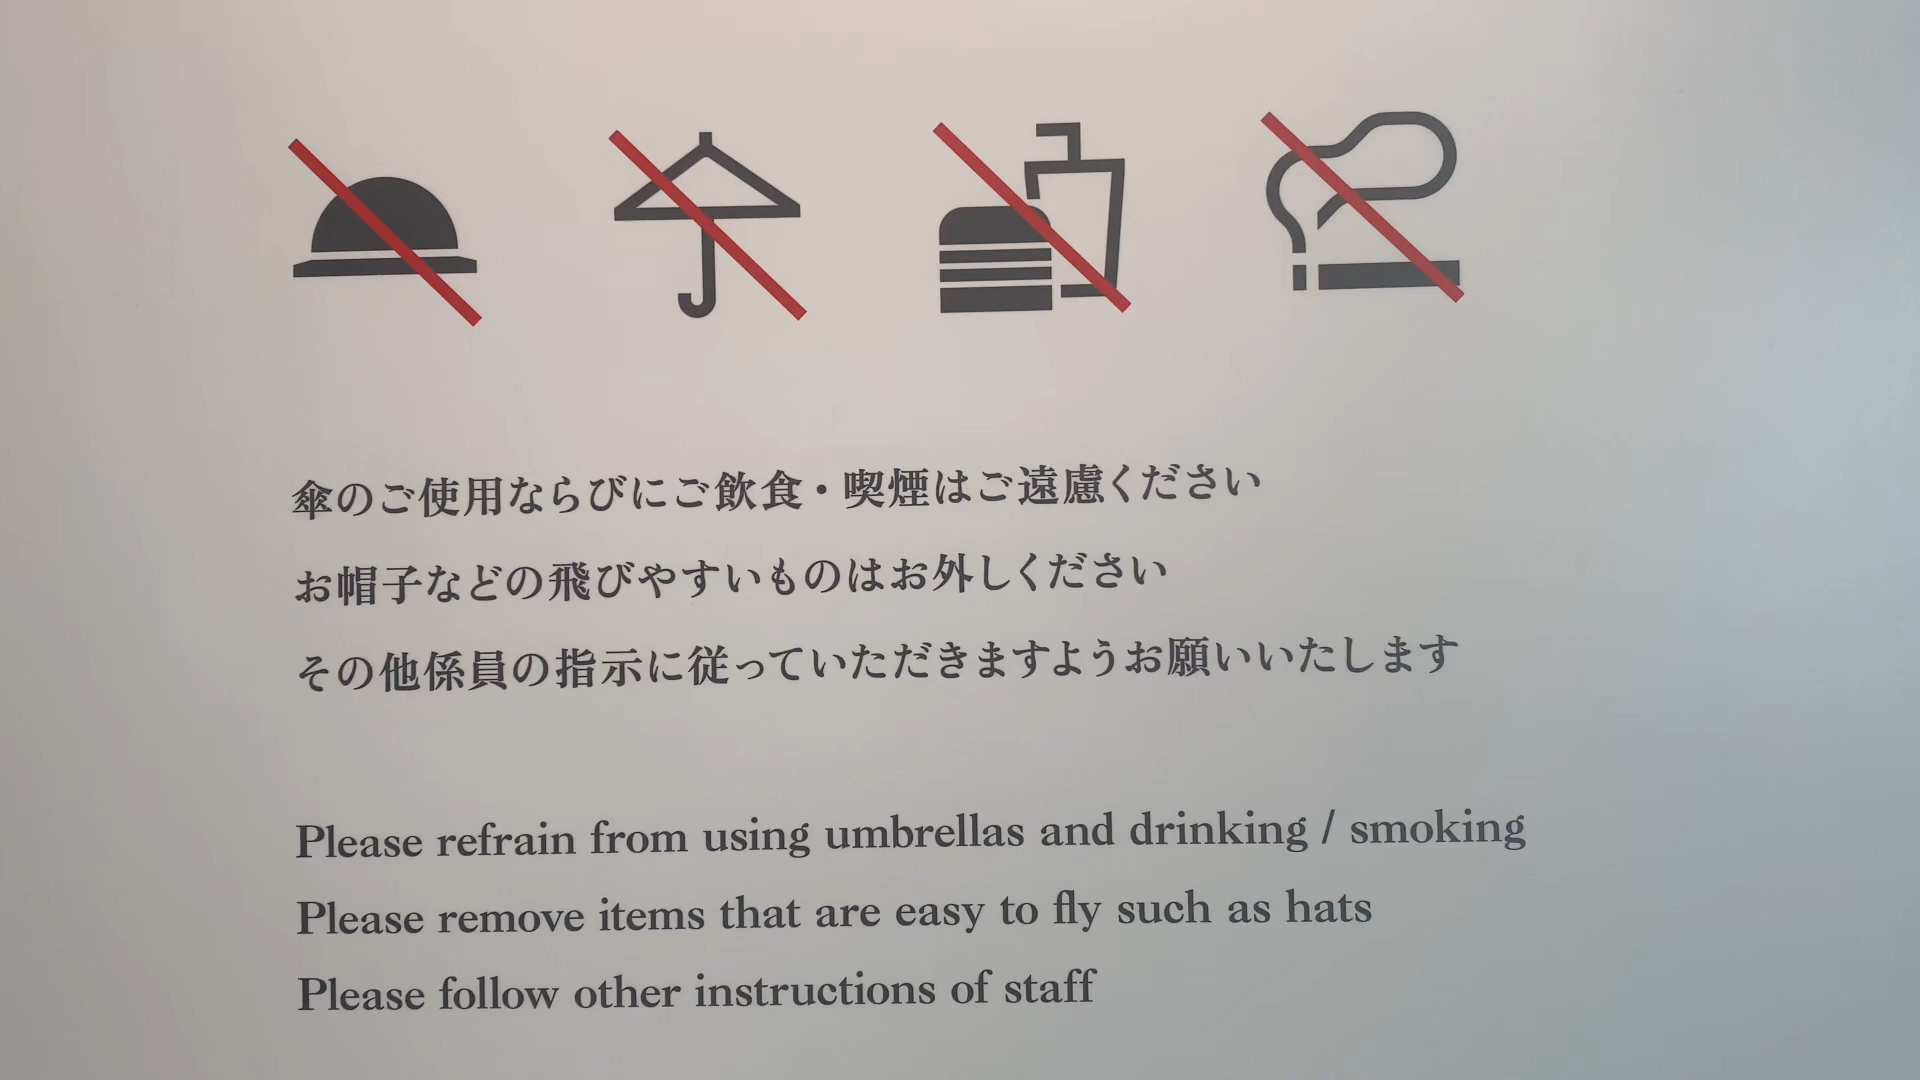 傘のご使用ならびにご飲食・喫煙はご遠慮ください
お帽子などの飛びやすいものはお外しください
その他係員の指示に従っていただきますようお願いいたします
Please refrain from using umbrellas and drinking / smoking
Please remove items that are easy to fly such as hats
Please follow other instructions of staff